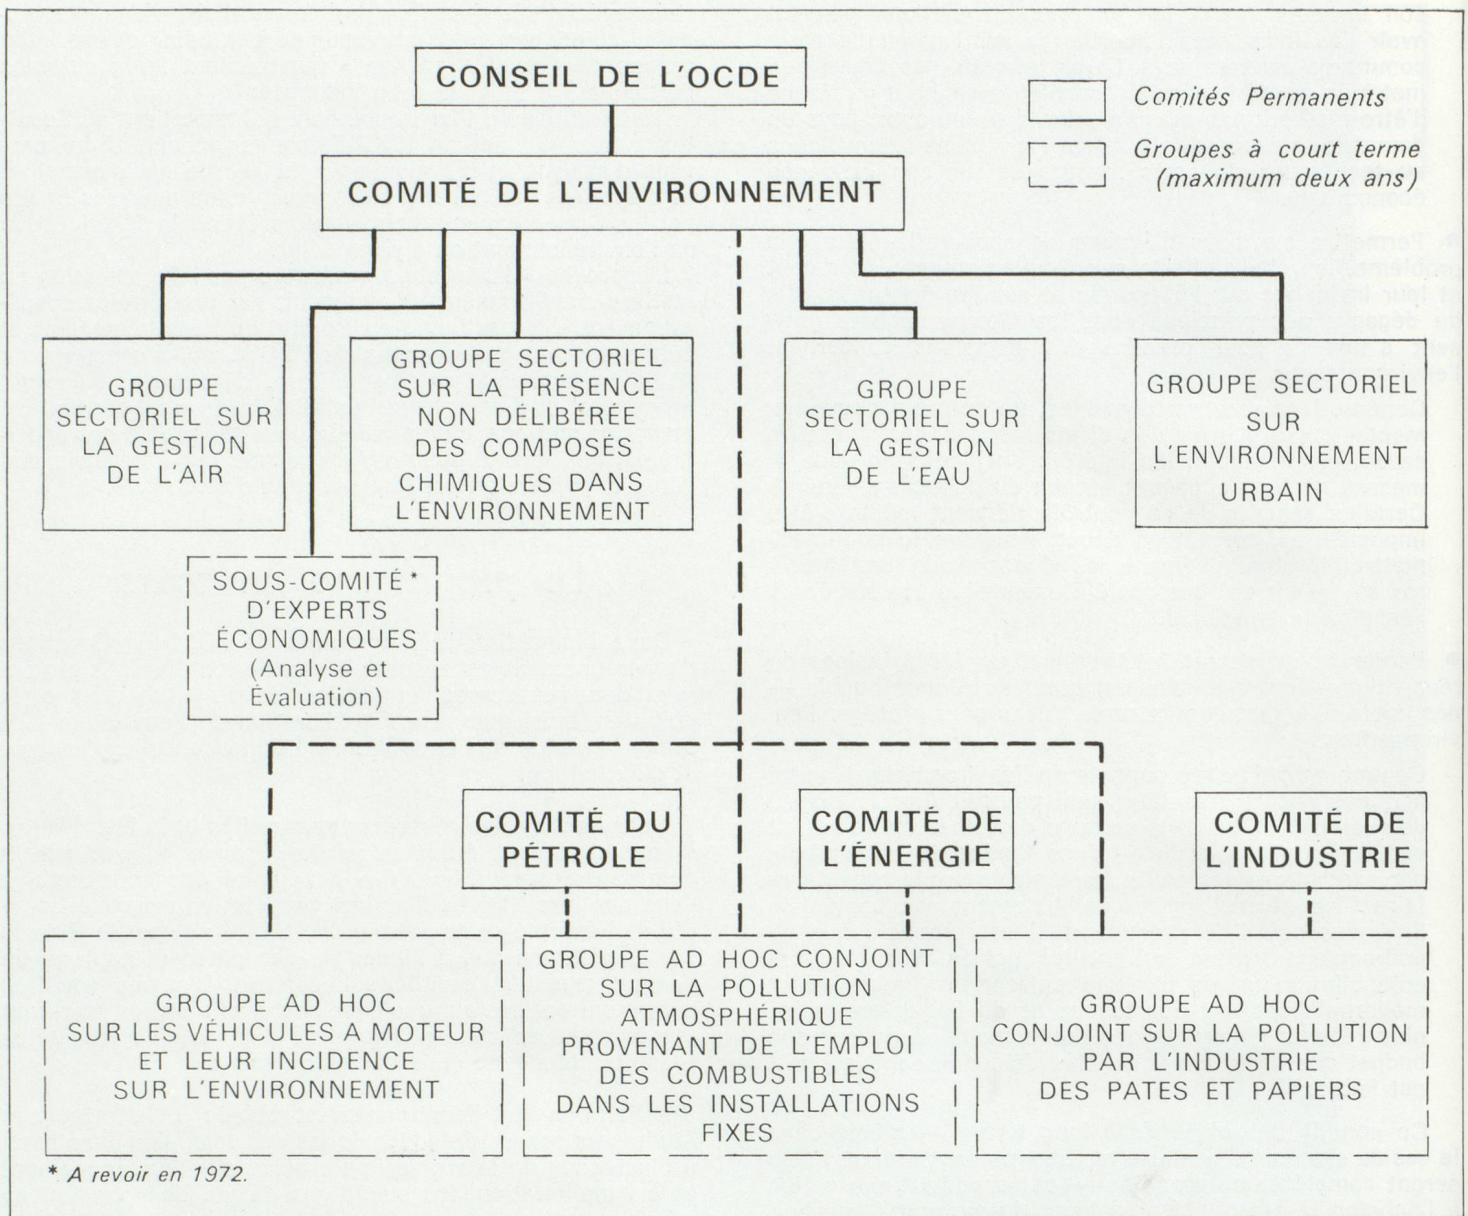 CONSEIL DE L'OCDE
Comités Permanents
Groupes à court terme
(maximum deux ans)
COMITÉ DE L'ENVIRONNEMENT
GROUPE
SECTORIEL SUR
LA GESTION
DE L'AIR
GROUPE SECTORIEL
SUR LA PRÉSENCE
NON DÉLIBÉRÉE
DES COMPOSÉS
CHIMIQUES DANS
L'ENVIRONNEMENT
GROUPE
SECTORIEL SUR
LA GESTION
DE L'EAU
GROUPE SECTORIEL
SUR
L'ENVIRONNEMENT
URBAIN
SOUS-COMITÉ *
D'EXPERTS
ÉCONOMIQUES
(Analyse et
Évaluation)
COMITÉ DU
PÉTROLE
COMITÉ DE
L'ÉNERGIE
COMITÉ DE
L'INDUSTRIE
GROUPE AD HOC
SUR LES VÉHICULES A MOTEUR
ET LEUR INCIDENCE
SUR L'ENVIRONNEMENT
GROUPE AD HOC CONJOINT
SUR LA POLLUTION
ATMOSPHÉRIQUE
PROVENANT DE L'EMPLOI
DES COMBUSTIBLES
DANS LES INSTALLATIONS
FIXES
GROUPE AD HOC
CONJOINT SUR LA POLLUTION
PAR L'INDUSTRIE
DES PATES ET PAPIERS
* A revoir en 1972.